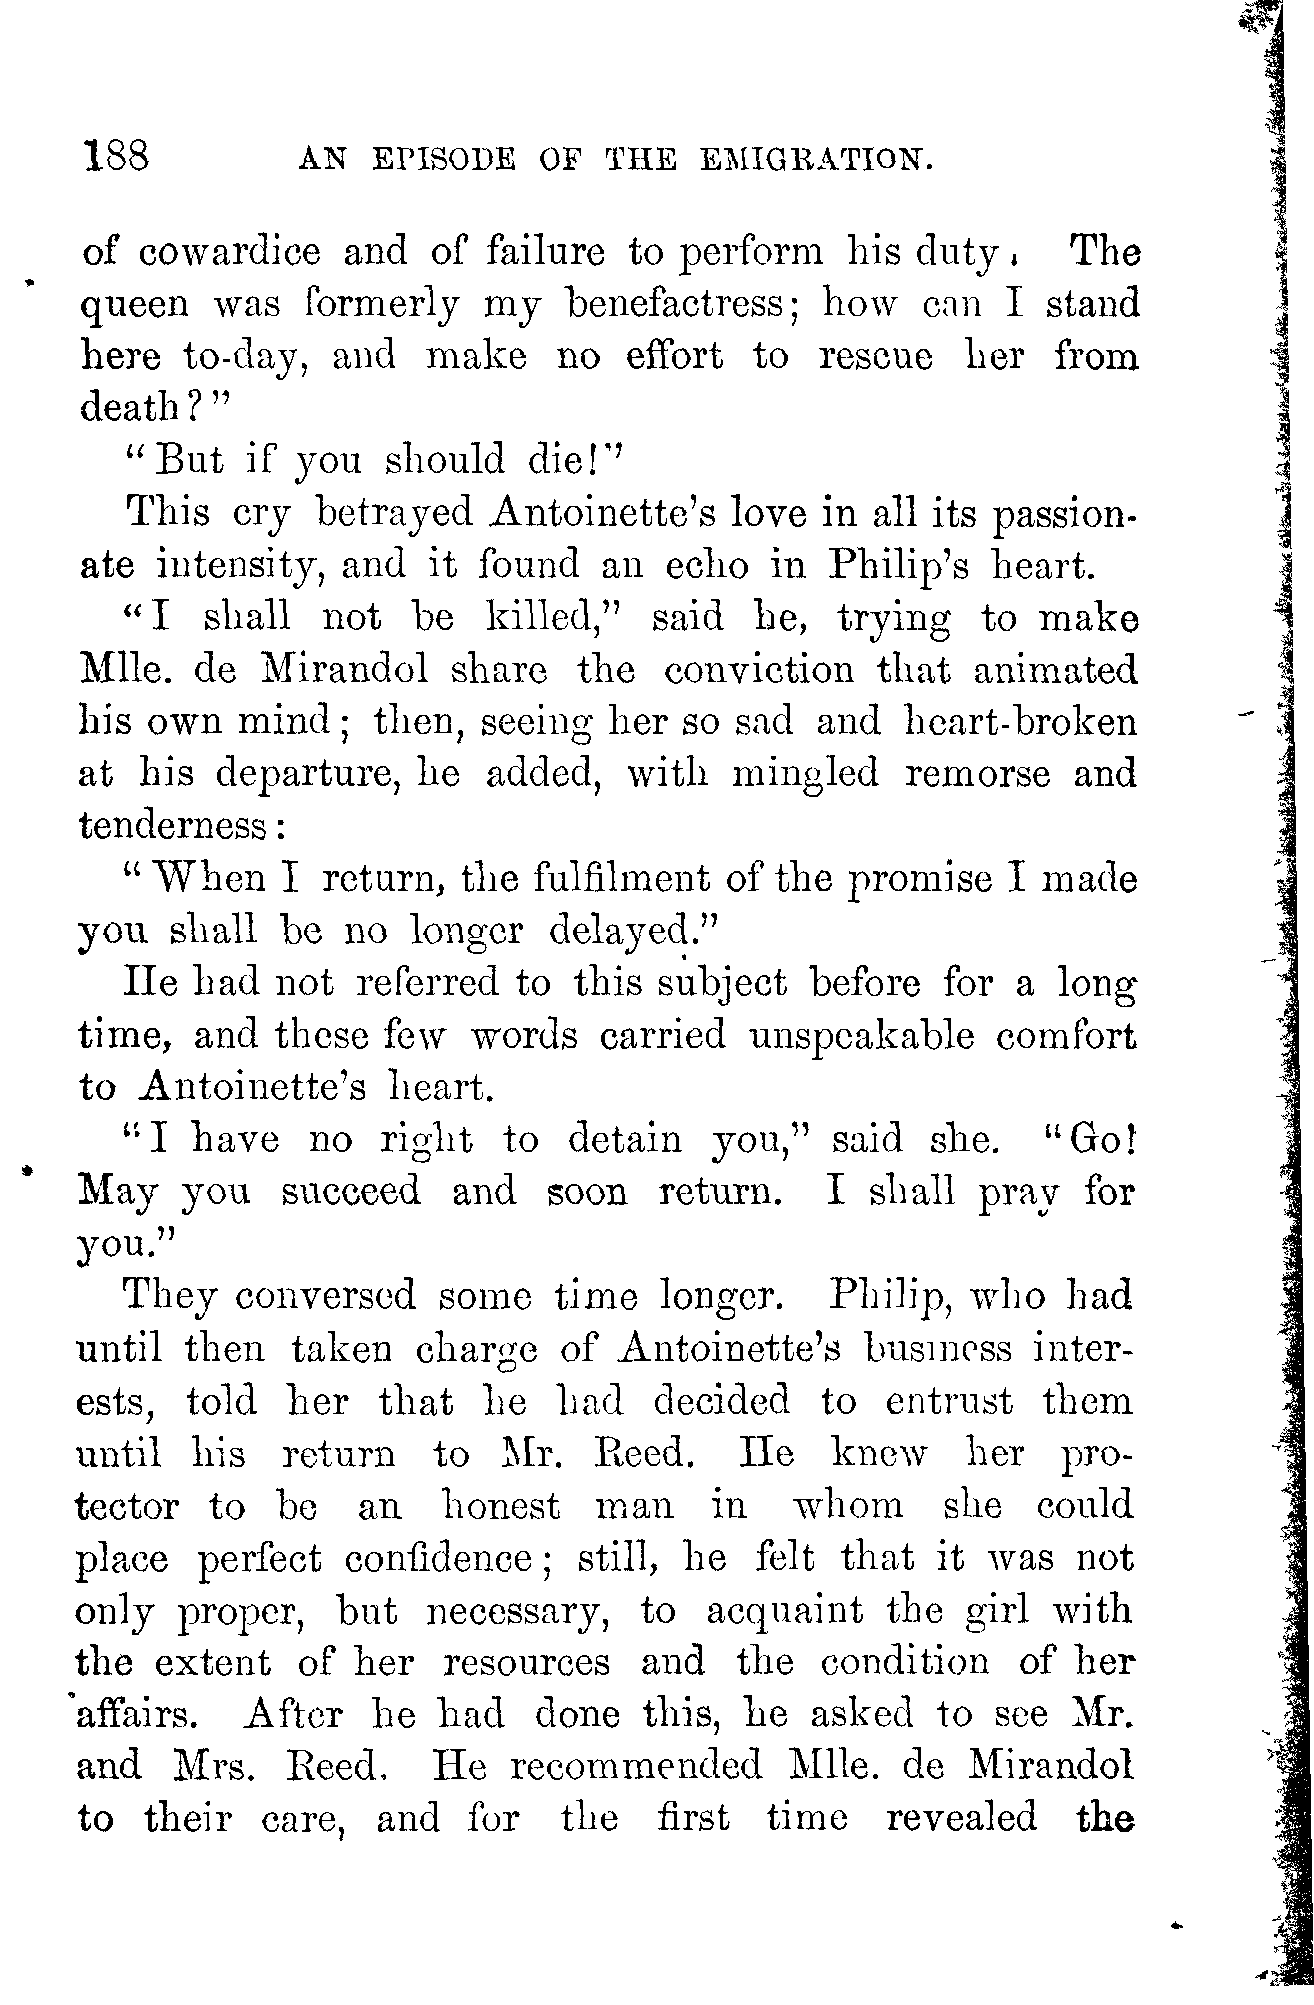 188 AN EPISODE OF THE EMIGRATION.
of cowardice and of failure to perform his duty. The
queen was formerly my benefactress; how can I stand
here to-day, and make no effort to rescue her from
death?"
"But if you should die!"
This cry betrayed Antoinette's love in all its passion-
ate intensity, and it found an echo in Philip's heart.
"I shall not be killed," said he, trying to make
Mlle. de Mirandol share the conviction that animated
his own mind; then, seeing her so sad and heart-broken
at his departure, he added, with mingled remorse and
tenderness:
"When I return, the fulfilment of the promise I made
you shall be no longer delayed."
He had not referred to this subject before for a long
time, and these few words carried unspeakable comfort
to Antoinette's heart.
"I have no right to detain you," said she. "Go!
May you succeed and soon return. I shall pray for
you."
They conversed some time longer. Philip, who had
until then taken charge of Antoinette's business inter-
ests, told her that he had decided to entrust them
until his return to Mr. Reed. He knew her pro-
tector to be an honest man in whom she could
place perfect confidence; still, he felt that it was not
only proper, but necessary, to acquaint the girl with
the extent of her resources and the condition of her
affairs. After he had done this, he asked to see Mr.
and Mrs. Reed. He recommended Mlle. de Mirandol
to their care, and for the first time revealed the